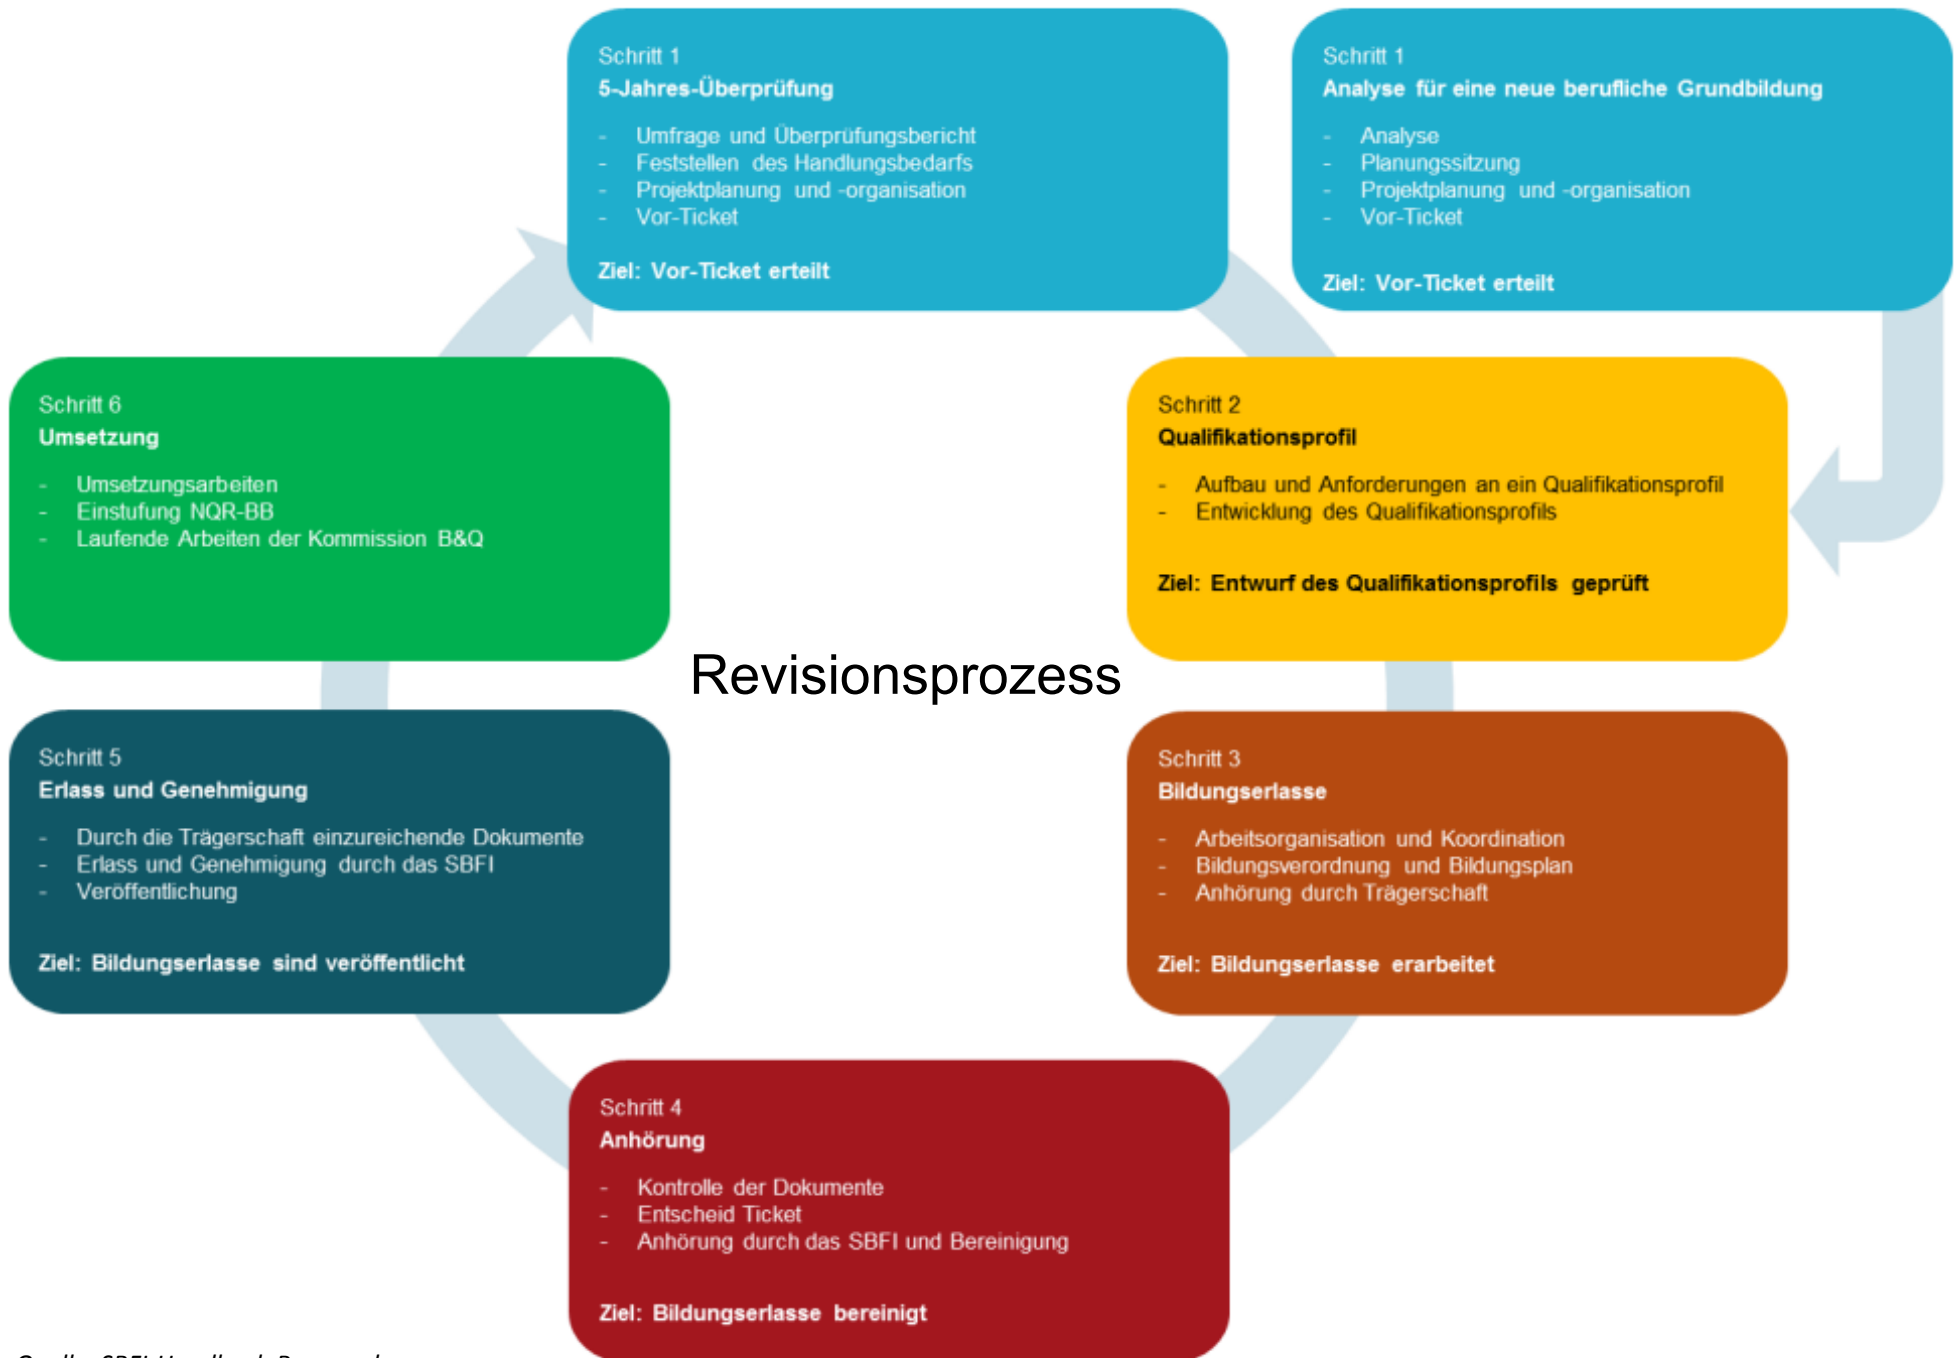 Schritt 1
5-Jahres-Überprüfung
- Umfrage und Überprüfungsbericht
- Feststellen des Handlungsbedarfs
- Projektplanung und -organisation
- Vor-Ticket
Ziel: Vor-Ticket erteilt
Schritt 1
Analyse für eine neue berufliche Grundbildung
- Analyse
- Planungssitzung
- Projektplanung und -organisation
- Vor-Ticket
Ziel: Vor-Ticket erteilt
Schritt 2
Qualifikationsprofil
- Aufbau und Anforderungen an ein Qualifikationsprofil
- Entwicklung des Qualifikationsprofils
Ziel: Entwurf des Qualifikationsprofils geprüft
Schritt 3
Bildungserlasse
- Arbeitsorganisation und Koordination
- Bildungsverordnung und Bildungsplan
- Anhörung durch Trägerschaft
Ziel: Bildungserlasse erarbeitet
Schritt 4
Anhörung
- Kontrolle der Dokumente
- Entscheid Ticket
- Anhörung durch das SBFI und Bereinigung
Ziel: Bildungserlasse bereinigt
Schritt 5
Erlass und Genehmigung
- Durch die Trägerschaft einzureichende Dokumente
- Erlass und Genehmigung durch das SBFI
- Veröffentlichung
Ziel: Bildungserlasse sind veröffentlicht
Schritt 6
Umsetzung
- Umsetzungsarbeiten
- Einstufung NQR-BB
- Laufende Arbeiten der Kommission B&Q
Revisionsprozess